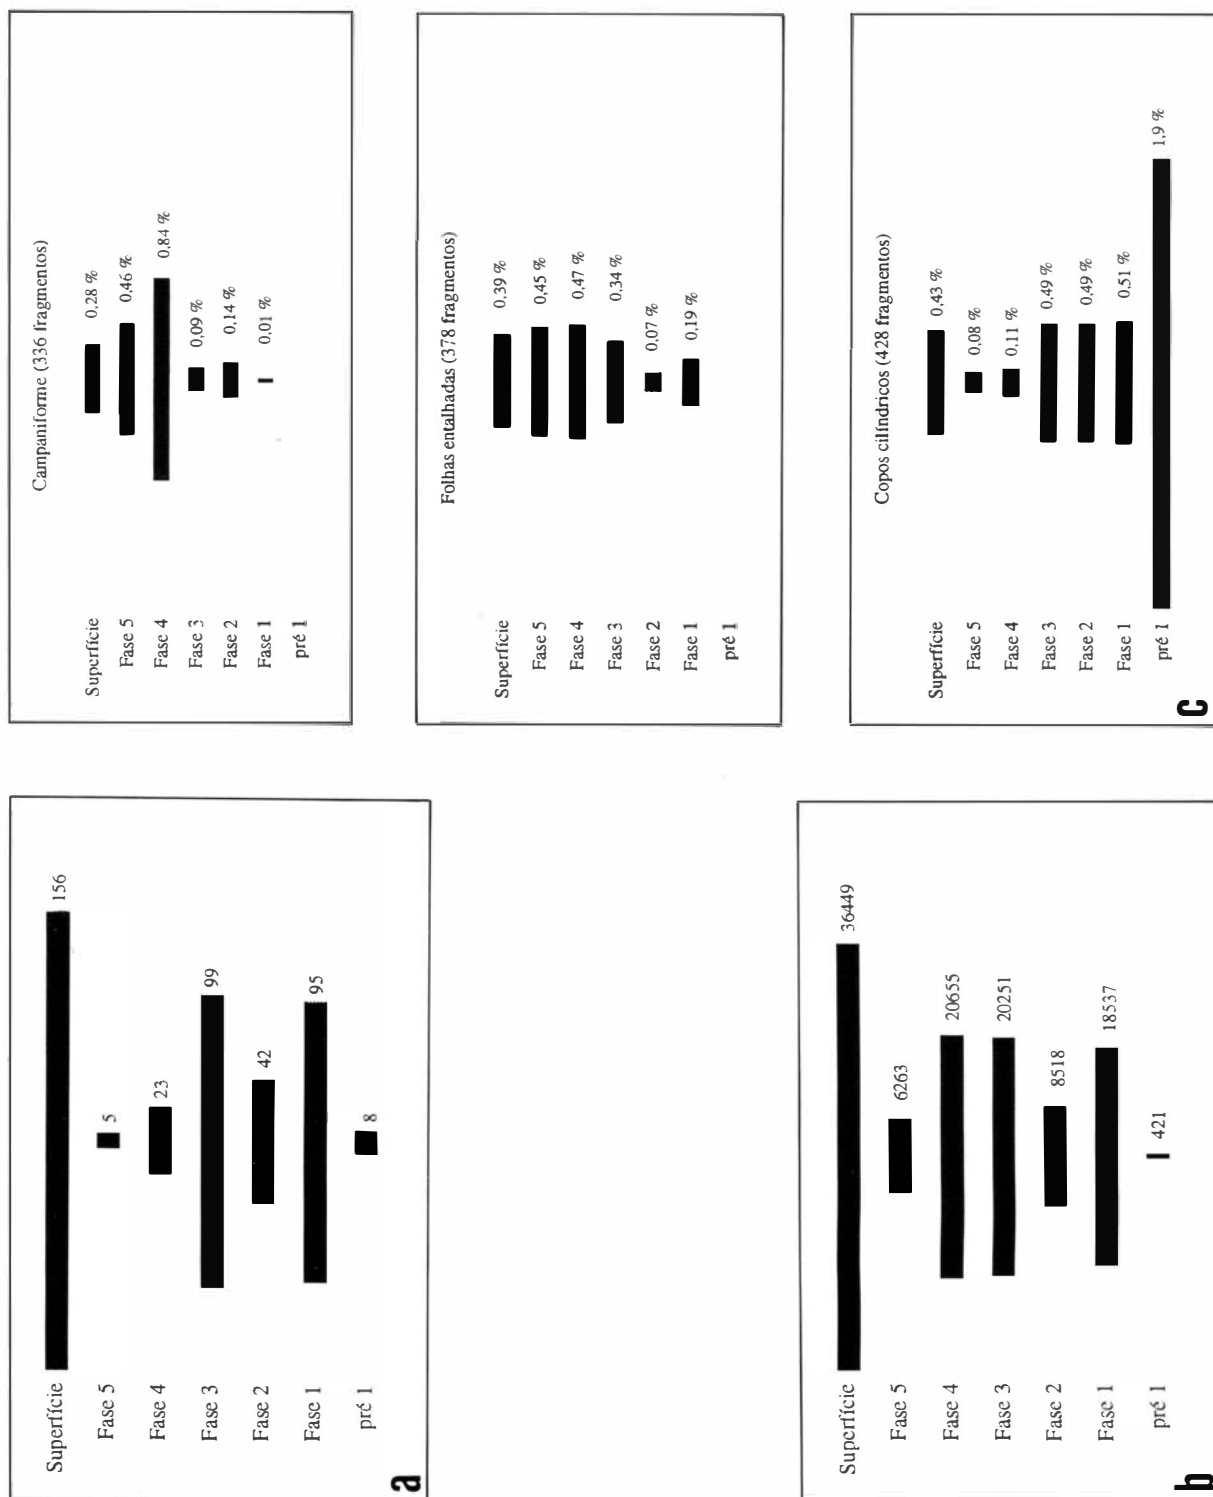 Superfície 156
Fase 5 5
Fase 4 23
Fase 3 99
Fase 2 42
Fase 1 95
pré 1 8
a
Superfície 36449
Fase 5 6263
Fase 4 20655
Fase 3 20251
Fase 2 8518
Fase 1 18537
pré 1 421
b
Campaniforme (336 fragmentos)
Superfície 0,28 %
Fase 5 0,46 %
Fase 4 0,84 %
Fase 3 0,09 %
Fase 2 0,14 %
Fase 1 0,01 %
pré 1
Folhas entalhadas (378 fragmentos)
Superfície 0,39 %
Fase 5 0,45 %
Fase 4 0,47 %
Fase 3 0,34 %
Fase 2 0,07 %
Fase 1 0,19 %
pré 1
Copos cilíndricos (428 fragmentos)
Superfície 0,43 %
Fase 5 0,08 %
Fase 4 0,11 %
Fase 3 0,49 %
Fase 2 0,49 %
Fase 1 0,51 %
pré 1 1,9 %
c